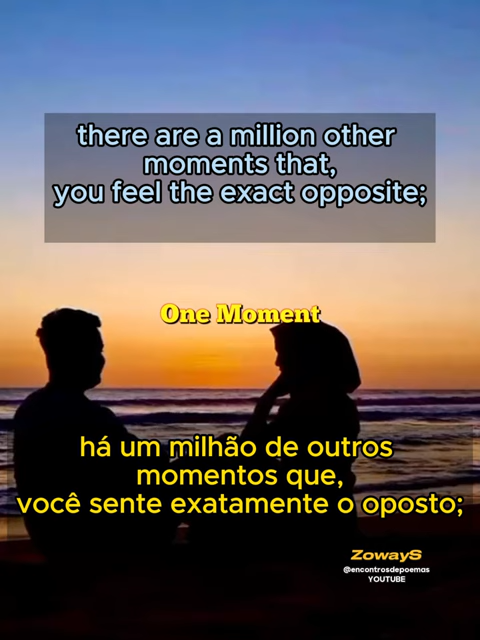 there are a million other
moments that,
you feel the exact opposite;
One Moment
há um milhão de outros
momentos que,
você sente exatamente o oposto;
ZowayS
@encontrosdepoemas
YOUTUBE